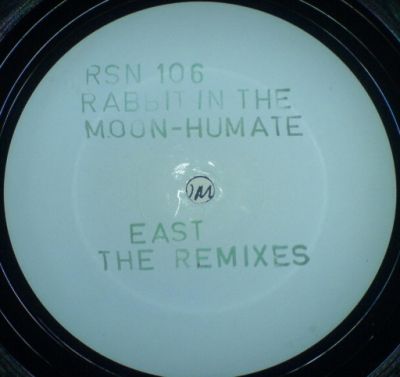 RSN 106
RABBIT IN THE
MOON-HUMATE
EAST
THE REMIXES